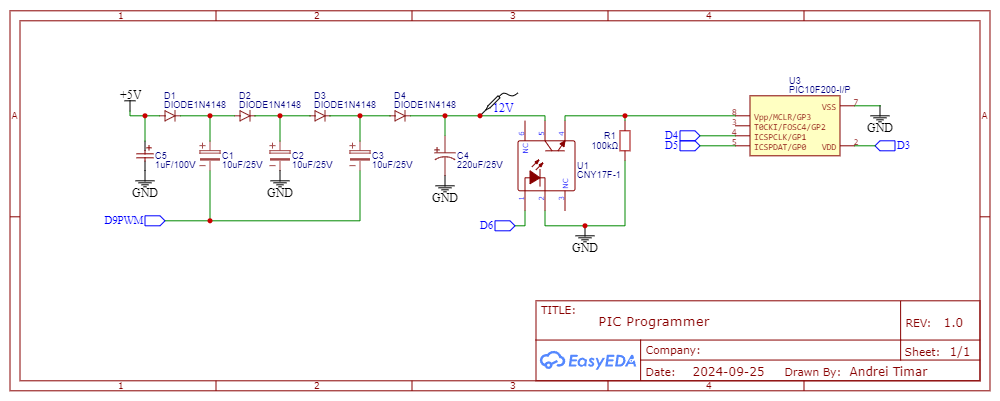 1 2 3 4
A A
+5V
D1
DIODE1N4148
D2
DIODE1N4148
D3
DIODE1N4148
D4
DIODE1N4148
12V
C5
1uF/100V
C1
10uF/25V
C2
10uF/25V
C3
10uF/25V
C4
220uF/25V
GND
GND
GND
D9PWM
6 5 4
NC
U1
CNY17F-1
NC
1 2 3
D6
R1
100kΩ
GND
U3
PIC10F200-I/P
8 Vpp/MCLR/GP3
3 T0CKI/FOSC4/GP2
4 ICSPCLK/GP1
5 ICSPDAT/GP0
VSS 7
VDD 2
GND
D4
D5
D3
TITLE:
PIC Programmer
REV: 1.0
EasyEDA
Company:
Sheet: 1/1
Date: 2024-09-25 Drawn By: Andrei Timar
1 2 3 4